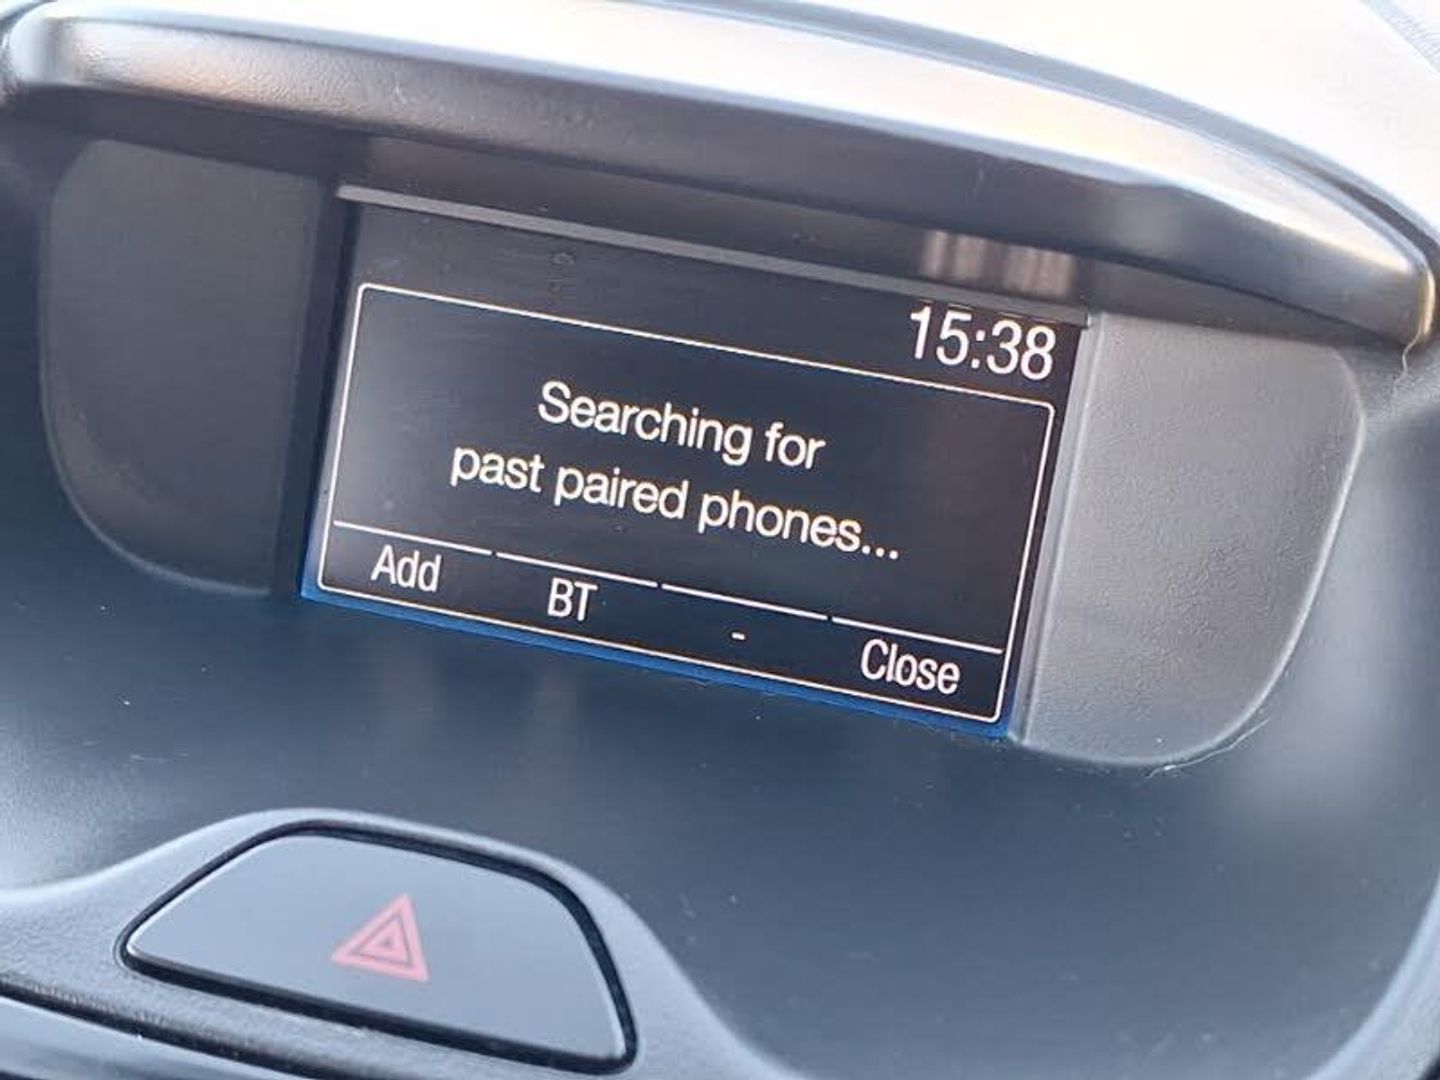 15:38
Searching for
past paired phones...
Add BT - Close